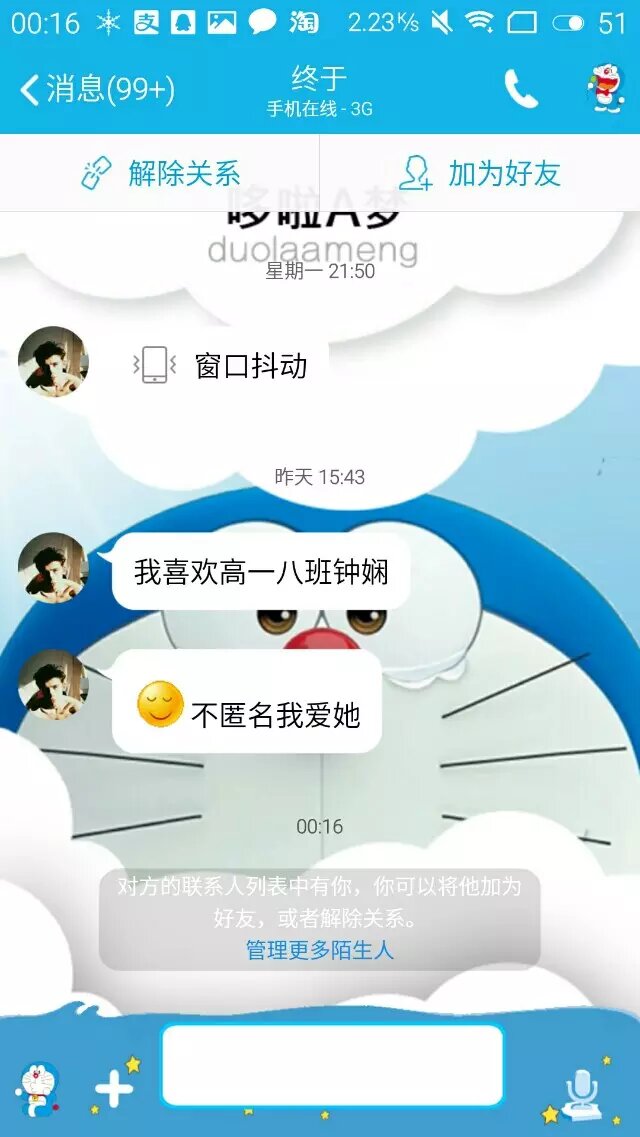 00:16 支 淘 2.23K/s 51
消息(99+)
终于
手机在线 - 3G
解除关系
加为好友
哆啦A梦
duolaameng
星期一 21:50
窗口抖动
昨天 15:43
我喜欢高一八班钟娴
不匿名我爱她
00:16
对方的联系人列表中有你，你可以将他加为
好友，或者解除关系。
管理更多陌生人